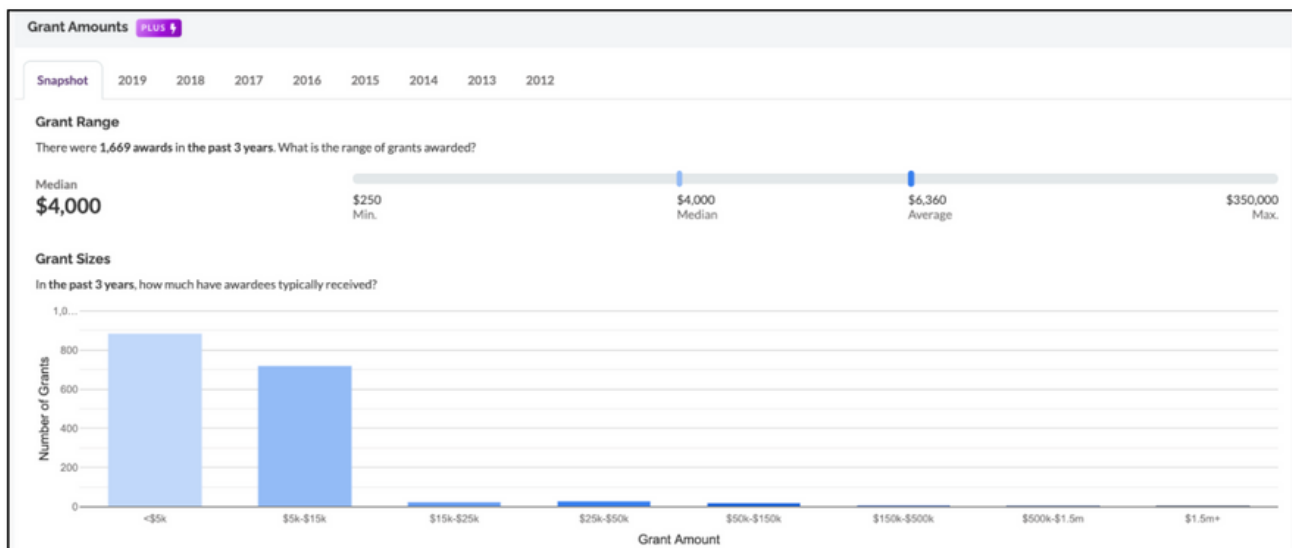 Grant Amounts PLUS
Snapshot 2019 2018 2017 2016 2015 2014 2013 2012
Grant Range
There were 1,669 awards in the past 3 years. What is the range of grants awarded?
Median
$4,000
$250 $4,000 $6,360 $350,000
Min. Median Average Max.
Grant Sizes
In the past 3 years, how much have awardees typically received?
1,0...
800
600
400
200
0
Number of Grants
<$5k $5k-$15k $15k-$25k $25k-$50k $50k-$150k $150k-$500k $500k-$1.5m $1.5m+
Grant Amount